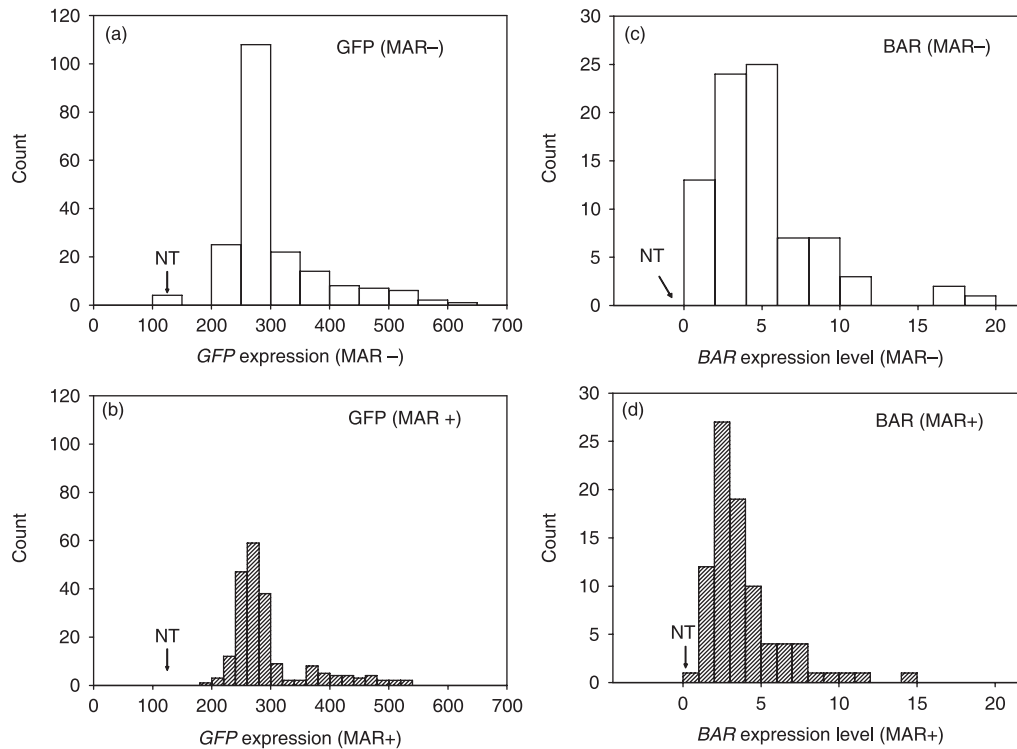 (a)
GFP (MAR–)
Count
120
100
80
60
40
20
0
NT
0 100 200 300 400 500 600 700
GFP expression (MAR –)
(c)
BAR (MAR–)
Count
30
25
20
15
10
5
0
NT
0 5 10 15 20
BAR expression level (MAR–)
(b)
GFP (MAR +)
Count
120
100
80
60
40
20
0
NT
0 100 200 300 400 500 600 700
GFP expression (MAR+)
(d)
BAR (MAR+)
Count
30
25
20
15
10
5
0
NT
0 5 10 15 20
BAR expression level (MAR+)